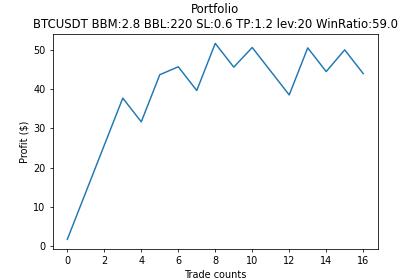 Portfolio
BTCUSDT BBM:2.8 BBL:220 SL:0.6 TP:1.2 lev:20 WinRatio:59.0
50
40
30
20
10
0
Profit ($)
0 2 4 6 8 10 12 14 16
Trade counts